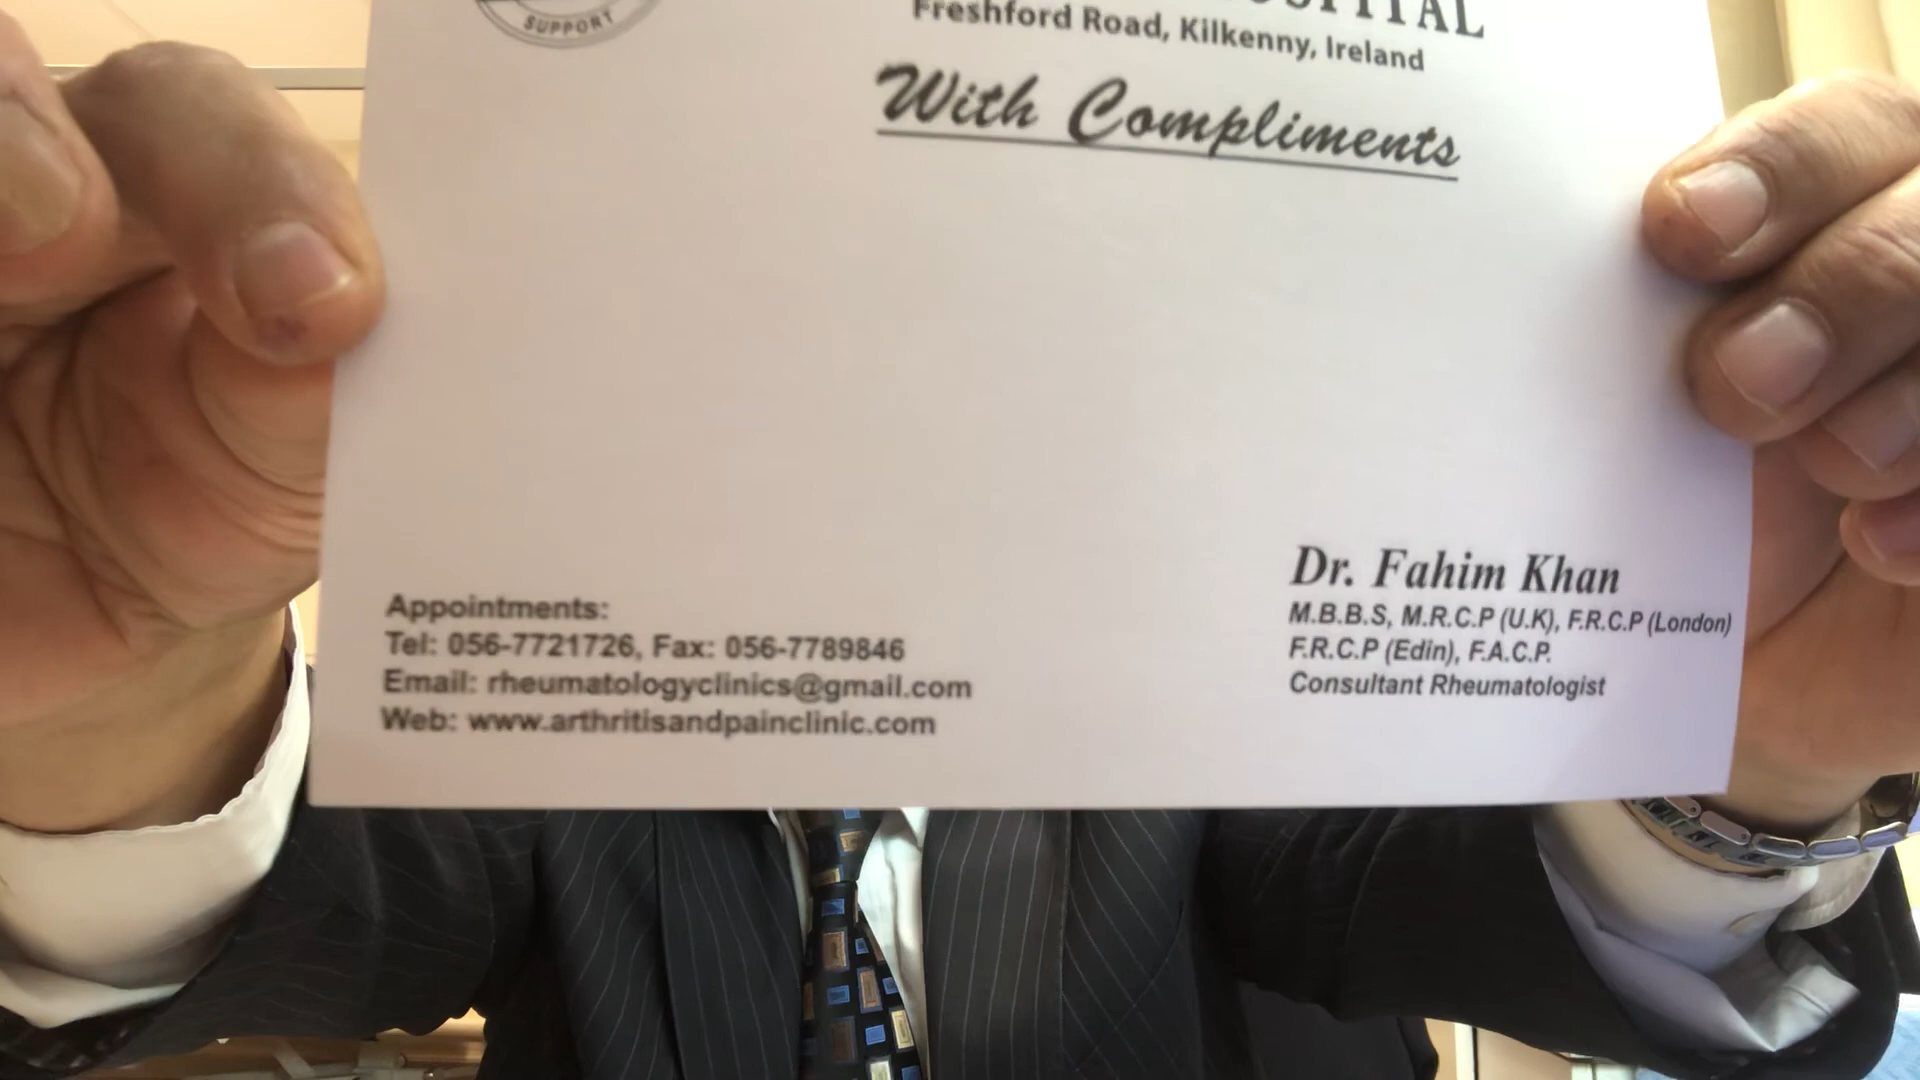 SUPPORT
Freshford Road, Kilkenny, Ireland
With Compliments
Appointments:
Tel: 056-7721726, Fax: 056-7789846
Email: rheumatologyclinics@gmail.com
Web: www.arthritisandpainclinic.com
Dr. Fahim Khan
M.B.B.S, M.R.C.P (U.K), F.R.C.P (London)
F.R.C.P (Edin), F.A.C.P.
Consultant Rheumatologist